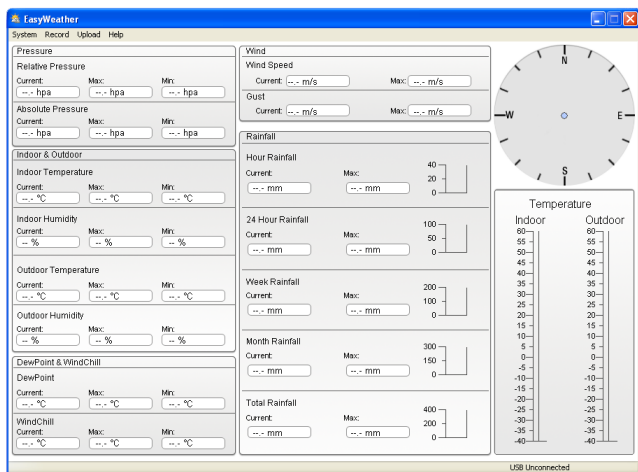 EasyWeather
System Record Upload Help
Pressure
Relative Pressure
Current: Max: Min:
--.- hpa --.- hpa --.- hpa
Absolute Pressure
Current: Max: Min:
--.- hpa --.- hpa --.- hpa
Indoor & Outdoor
Indoor Temperature
Current: Max: Min:
--.- °C --.- °C --.- °C
Indoor Humidity
Current: Max: Min:
-- % -- % -- %
Outdoor Temperature
Current: Max: Min:
--.- °C --.- °C --.- °C
Outdoor Humidity
Current: Max: Min:
-- % -- % -- %
DewPoint & WindChill
DewPoint
Current: Max: Min:
--.- °C --.- °C --.- °C
WindChill
Current: Max: Min:
--.- °C --.- °C --.- °C
Wind
Wind Speed
Current: --.- m/s Max: --.- m/s
Gust
Current: --.- m/s Max: --.- m/s
Rainfall
Hour Rainfall
Current: Max:
--.- mm --.- mm
40
20
0
24 Hour Rainfall
Current: Max:
--.- mm --.- mm
100
50
0
Week Rainfall
Current: Max:
--.- mm --.- mm
200
100
0
Month Rainfall
Current: Max:
--.- mm --.- mm
300
150
0
Total Rainfall
Current: Max:
--.- mm --.- mm
400
200
0
N
W E
S
Temperature
Indoor Outdoor
60 60
55 55
50 50
45 45
40 40
35 35
30 30
25 25
20 20
15 15
10 10
5 5
0 0
-5 -5
-10 -10
-15 -15
-20 -20
-25 -25
-30 -30
-35 -35
-40 -40
USB Unconnected